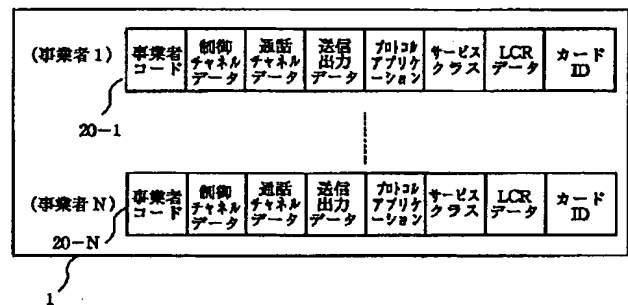 (事業者1)
事業者コード
制御チャネルデータ
通話チャネルデータ
送信出力データ
プロトコルアプリケーション
サービスクラス
LCRデータ
カードID
20-1
(事業者N)
事業者コード
制御チャネルデータ
通話チャネルデータ
送信出力データ
プロトコルアプリケーション
サービスクラス
LCRデータ
カードID
20-N
1